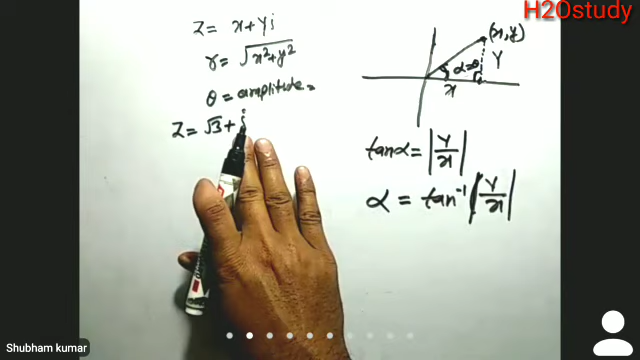 H2Ostudy
z = x+yi
r = √x²+y²
θ = amplitude =
z = √3 + i
(x,y)
α=θ
y
x
tanα = |y/x|
α = tan⁻¹|y/x|
Shubham kumar